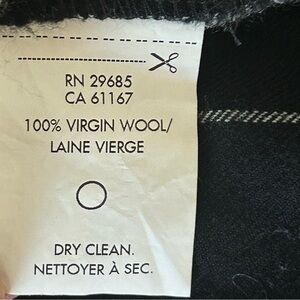 RN 29685
CA 61167
100% VIRGIN WOOL/
LAINE VIERGE
DRY CLEAN.
NETTOYER À SEC.